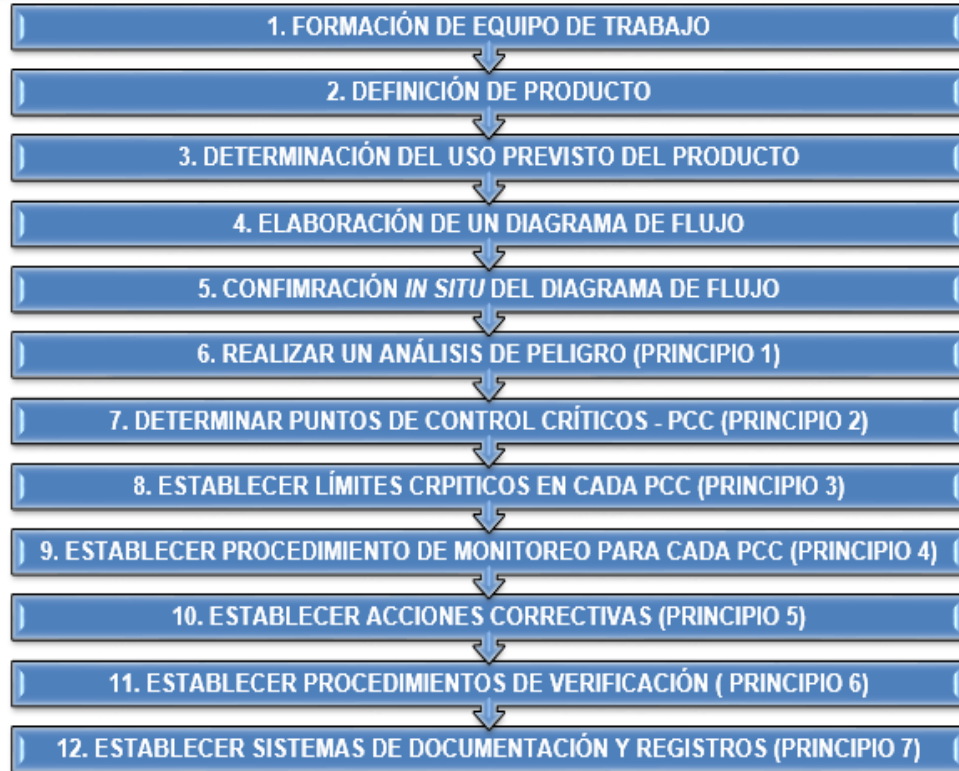 1. FORMACIÓN DE EQUIPO DE TRABAJO
2. DEFINICIÓN DE PRODUCTO
3. DETERMINACIÓN DEL USO PREVISTO DEL PRODUCTO
4. ELABORACIÓN DE UN DIAGRAMA DE FLUJO
5. CONFIMRACIÓN IN SITU DEL DIAGRAMA DE FLUJO
6. REALIZAR UN ANÁLISIS DE PELIGRO (PRINCIPIO 1)
7. DETERMINAR PUNTOS DE CONTROL CRÍTICOS - PCC (PRINCIPIO 2)
8. ESTABLECER LÍMITES CRPITICOS EN CADA PCC (PRINCIPIO 3)
9. ESTABLECER PROCEDIMIENTO DE MONITOREO PARA CADA PCC (PRINCIPIO 4)
10. ESTABLECER ACCIONES CORRECTIVAS (PRINCIPIO 5)
11. ESTABLECER PROCEDIMIENTOS DE VERIFICACIÓN ( PRINCIPIO 6)
12. ESTABLECER SISTEMAS DE DOCUMENTACIÓN Y REGISTROS (PRINCIPIO 7)